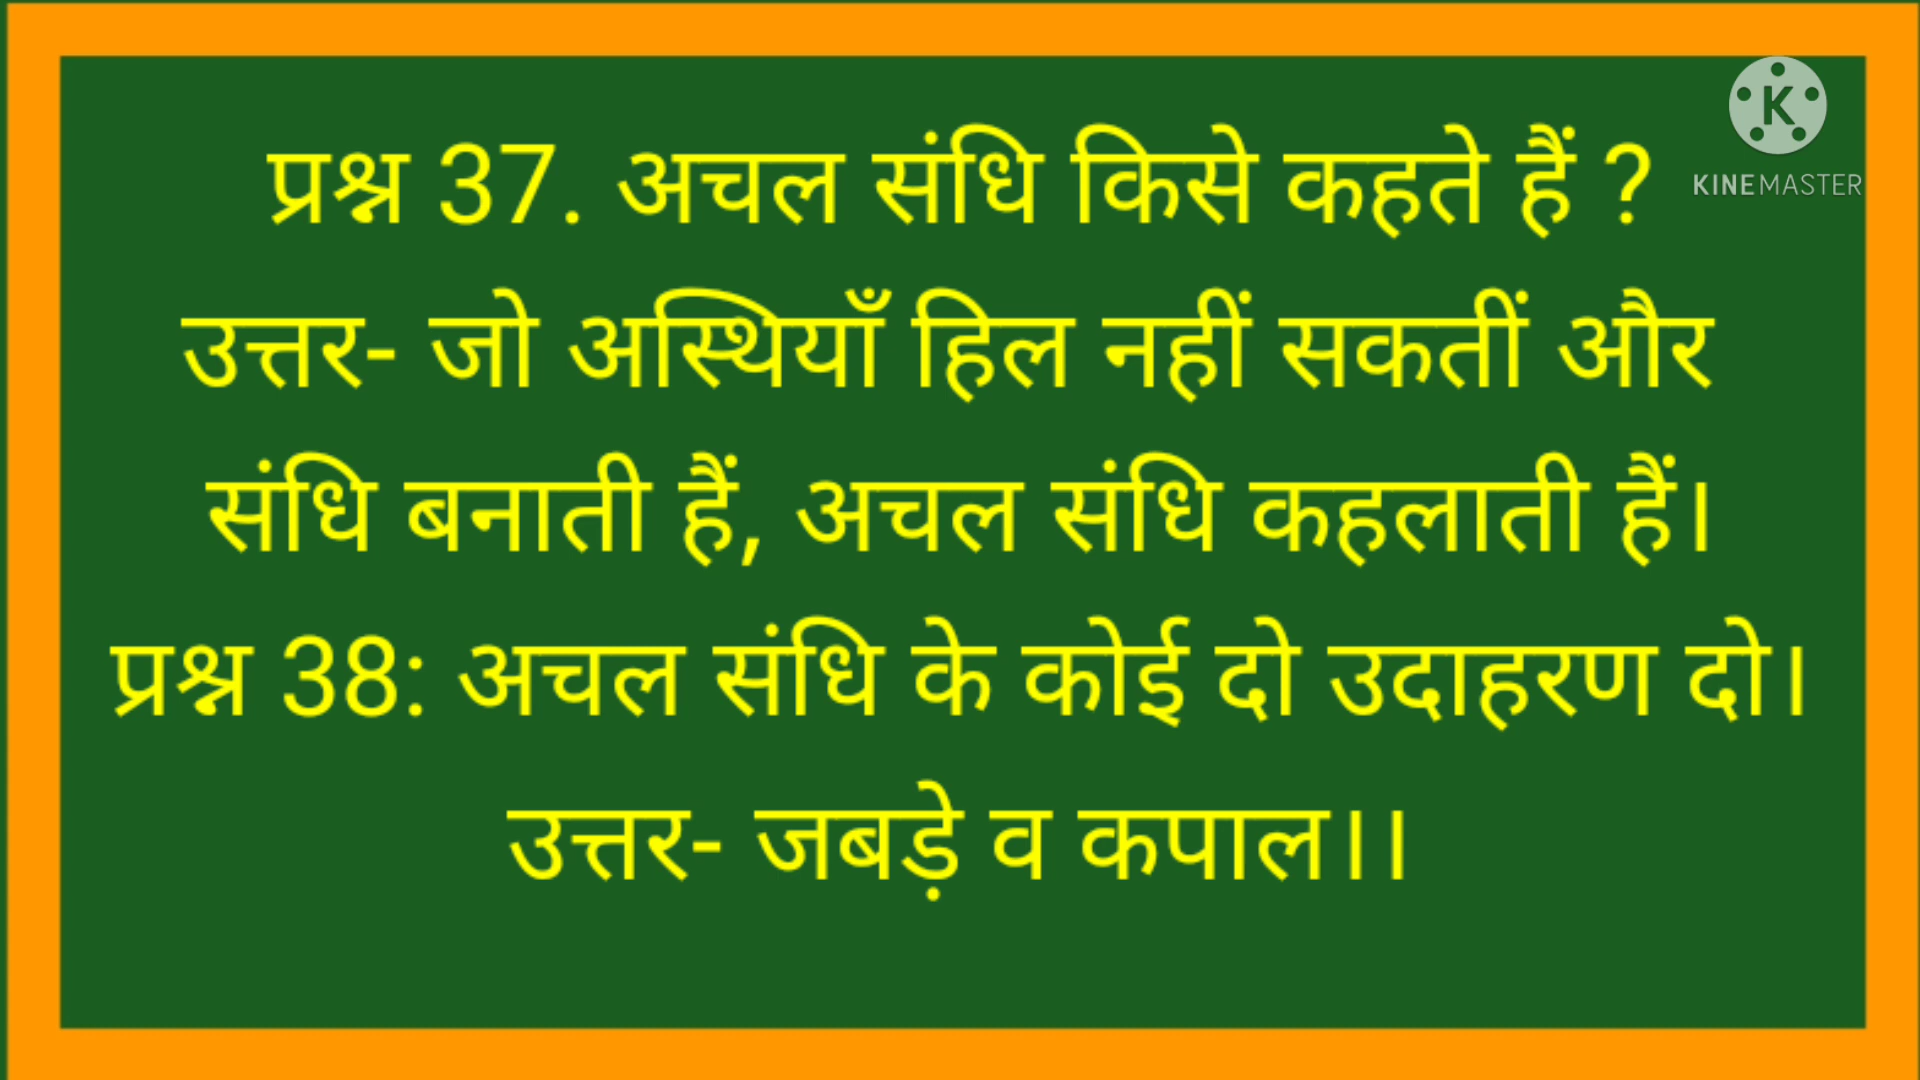 प्रश्न 37. अचल संधि किसे कहते हैं ?
उत्तर- जो अस्थियाँ हिल नहीं सकतीं और
संधि बनाती हैं, अचल संधि कहलाती हैं।
प्रश्न 38: अचल संधि के कोई दो उदाहरण दो।
उत्तर- जबड़े व कपाल।।
K
KINEMASTER